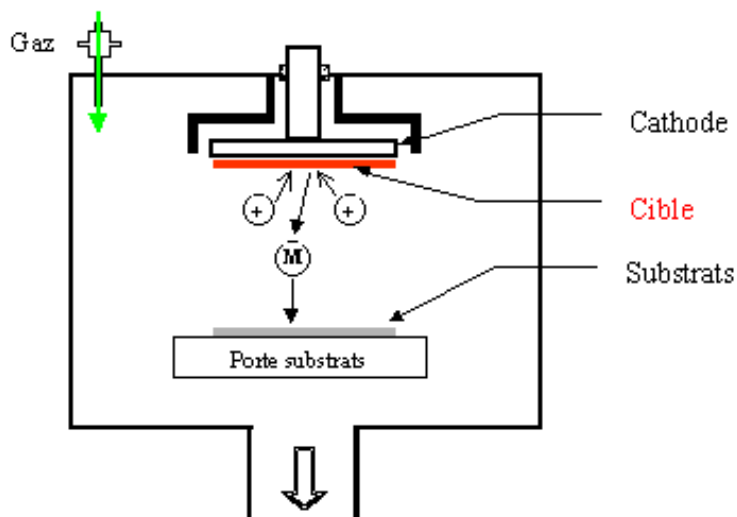 Gaz
Cathode
Cible
+
+
M
Substrats
Porte substrats